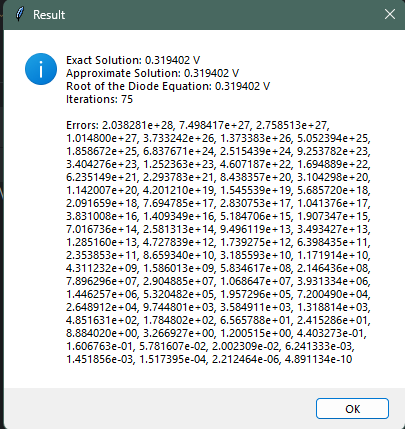 Result
Exact Solution: 0.319402 V
Approximate Solution: 0.319402 V
Root of the Diode Equation: 0.319402 V
Iterations: 75
Errors: 2.038281e+28, 7.498417e+27, 2.758513e+27,
1.014800e+27, 3.733242e+26, 1.373383e+26, 5.052394e+25,
1.858672e+25, 6.837671e+24, 2.515439e+24, 9.253782e+23,
3.404276e+23, 1.252363e+23, 4.607187e+22, 1.694889e+22,
6.235149e+21, 2.293783e+21, 8.438357e+20, 3.104298e+20,
1.142007e+20, 4.201210e+19, 1.545539e+19, 5.685720e+18,
2.091659e+18, 7.694785e+17, 2.830753e+17, 1.041376e+17,
3.831008e+16, 1.409349e+16, 5.184706e+15, 1.907347e+15,
7.016736e+14, 2.581313e+14, 9.496119e+13, 3.493427e+13,
1.285160e+13, 4.727839e+12, 1.739275e+12, 6.398435e+11,
2.353853e+11, 8.659340e+10, 3.185593e+10, 1.171914e+10,
4.311232e+09, 1.586013e+09, 5.834617e+08, 2.146436e+08,
7.896296e+07, 2.904885e+07, 1.068647e+07, 3.931334e+06,
1.446257e+06, 5.320482e+05, 1.957296e+05, 7.200490e+04,
2.648912e+04, 9.744801e+03, 3.584911e+03, 1.318814e+03,
4.851631e+02, 1.784802e+02, 6.565788e+01, 2.415286e+01,
8.884020e+00, 3.266927e+00, 1.200515e+00, 4.403273e-01,
1.606763e-01, 5.781607e-02, 2.002309e-02, 6.241333e-03,
1.451856e-03, 1.517395e-04, 2.212464e-06, 4.891134e-10
OK